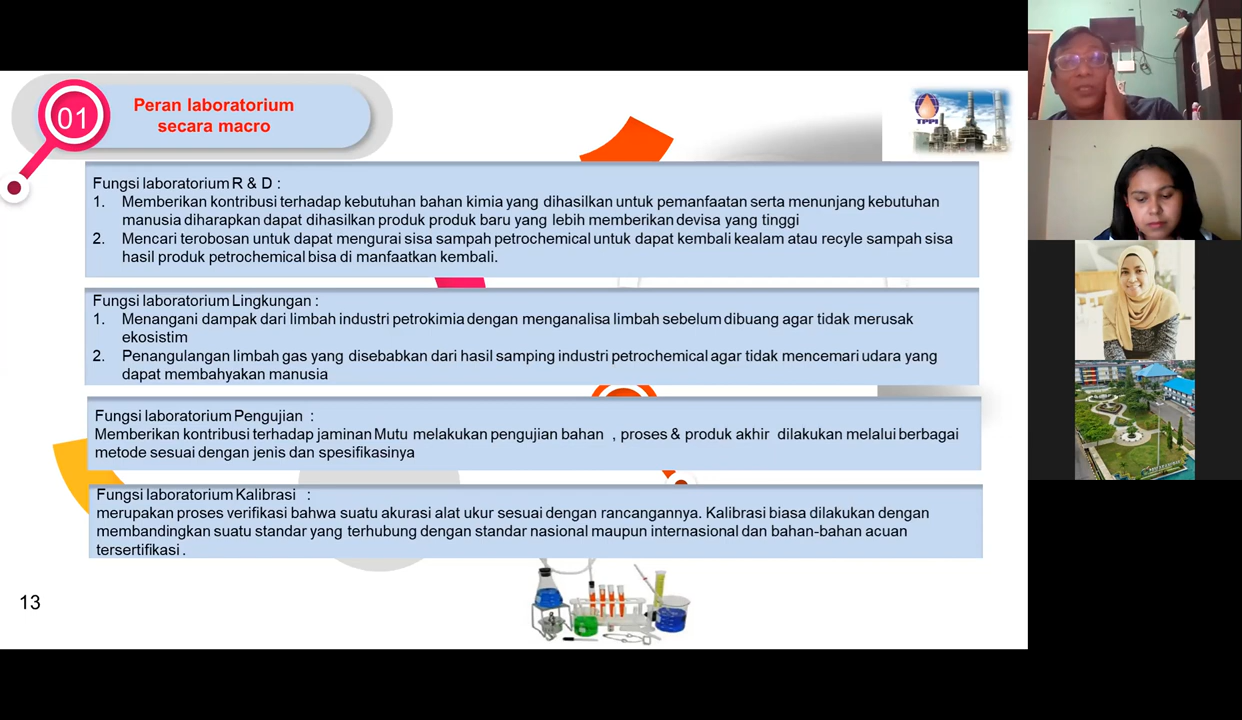 01
Peran laboratorium
secara macro
TPPI
Fungsi laboratorium R & D :
1. Memberikan kontribusi terhadap kebutuhan bahan kimia yang dihasilkan untuk pemanfaatan serta menunjang kebutuhan
manusia diharapkan dapat dihasilkan produk produk baru yang lebih memberikan devisa yang tinggi
2. Mencari terobosan untuk dapat mengurai sisa sampah petrochemical untuk dapat kembali kealam atau recyle sampah sisa
hasil produk petrochemical bisa di manfaatkan kembali.
Fungsi laboratorium Lingkungan :
1. Menangani dampak dari limbah industri petrokimia dengan menganalisa limbah sebelum dibuang agar tidak merusak
ekosistim
2. Penangulangan limbah gas yang disebabkan dari hasil samping industri petrochemical agar tidak mencemari udara yang
dapat membahyakan manusia
Fungsi laboratorium Pengujian :
Memberikan kontribusi terhadap jaminan Mutu melakukan pengujian bahan , proses & produk akhir dilakukan melalui berbagai
metode sesuai dengan jenis dan spesifikasinya
Fungsi laboratorium Kalibrasi :
merupakan proses verifikasi bahwa suatu akurasi alat ukur sesuai dengan rancangannya. Kalibrasi biasa dilakukan dengan
membandingkan suatu standar yang terhubung dengan standar nasional maupun internasional dan bahan-bahan acuan
tersertifikasi .
13